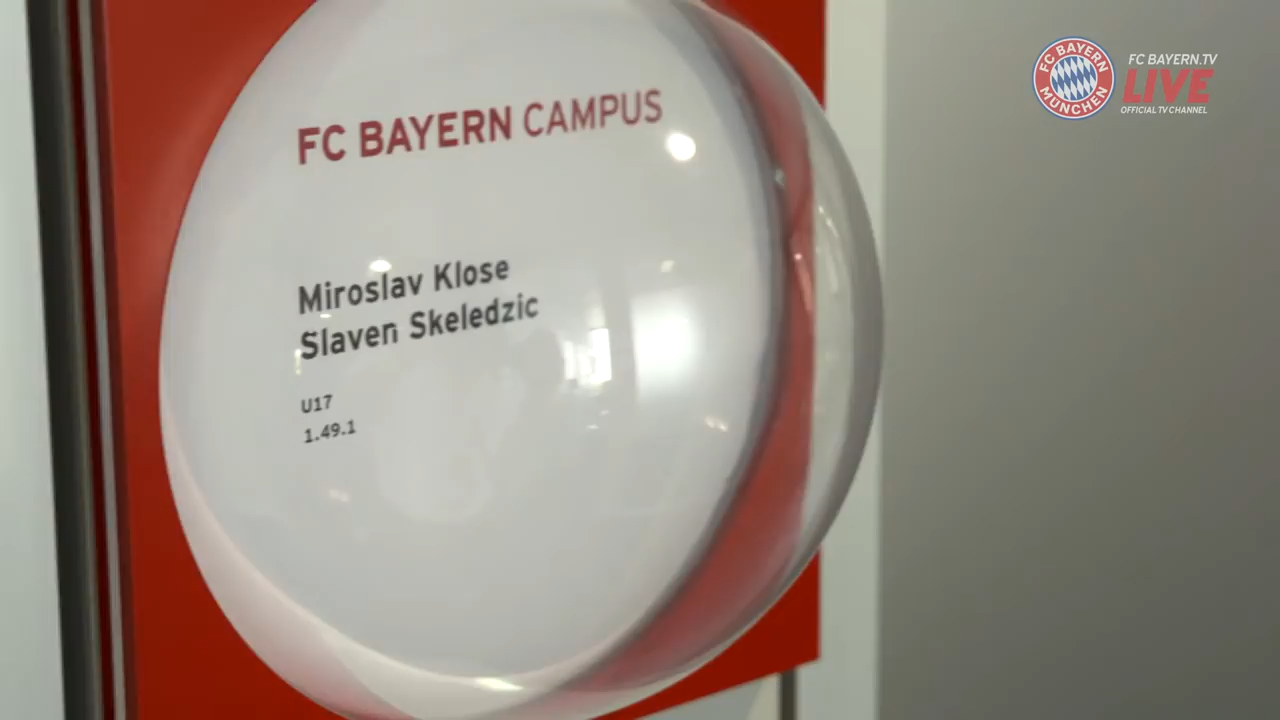 FC BAYERN CAMPUS
Miroslav Klose
Slaven Skeledzic
U17
1.49.1
FC BAYERN
MÜNCHEN
FC BAYERN.TV
LIVE
OFFICIAL TV CHANNEL